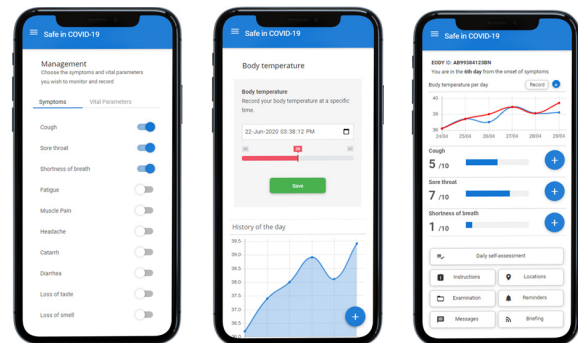 Safe in COVID-19
Management
Choose the symptoms and vital parameters
you wish to monitor and record
Symptoms
Vital Parameters
Cough
Sore throat
Shortness of breath
Fatigue
Muscle Pain
Headache
Catarrh
Diarrhea
Loss of taste
Loss of smell
Safe in COVID-19
Body temperature
Body temperature
Record your body temperature at a specific
time.
22-Jun-2020 03:38:12 PM
Save
History of the day
39.5
39.0
38.5
38.0
37.5
37.0
36.5
36.0
+
Safe in COVID-19
EODY ID: AB99384123BN
You are in the 6th day from the onset of symptoms
Body temperature per day
Record
40
38
36
24/04 25/04 26/04 27/04 28/04 29/04
Cough
5 /10
+
Sore throat
7 /10
+
Shortness of breath
1 /10
+
Daily self-assessment
Instructions
Locations
Examination
Reminders
Messages
Briefing